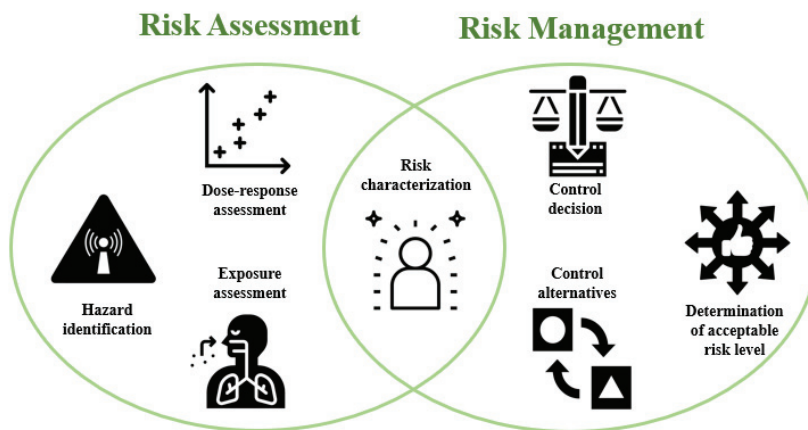 Risk Assessment
Risk Management
Dose-response
assessment
Hazard
identification
Exposure
assessment
Risk
characterization
Control
decision
Control
alternatives
Determination
of acceptable
risk level